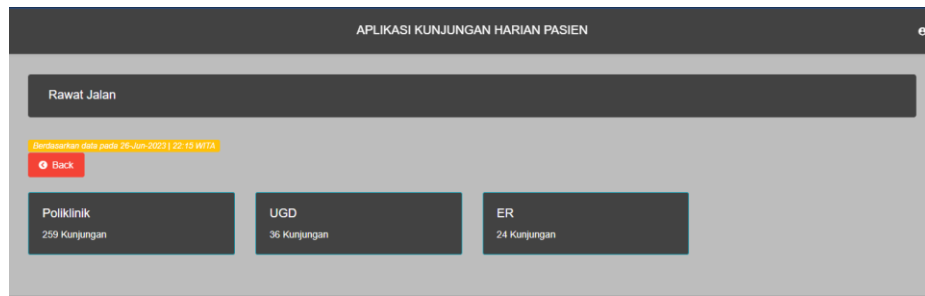 APLIKASI KUNJUNGAN HARIAN PASIEN
Rawat Jalan
Berdasarkan data pada 26-Jun-2023 | 22:15 WITA
Back
Poliklinik
259 Kunjungan
UGD
36 Kunjungan
ER
24 Kunjungan